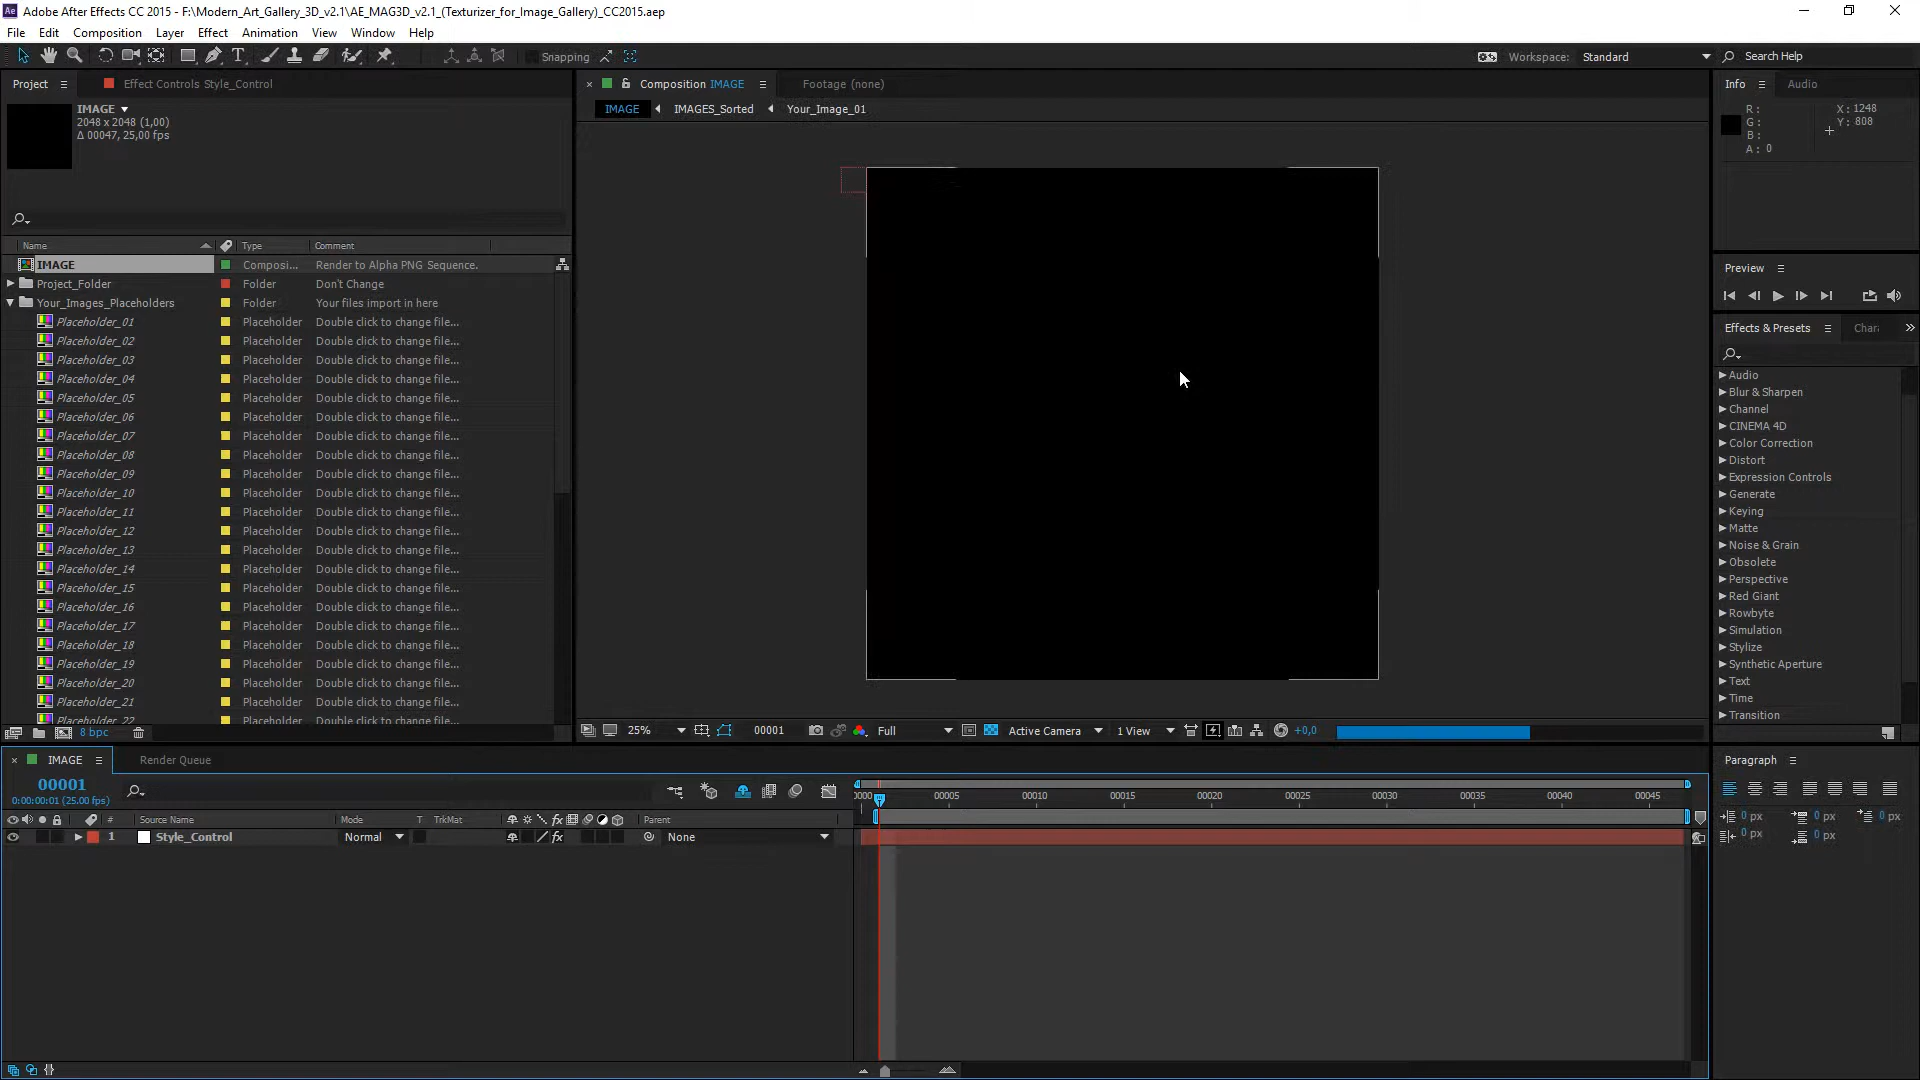 Adobe After Effects CC 2015 - F:\Modern_Art_Gallery_3D_v2.1\AE_MAG3D_v2.1_(Texturizer_for_Image_Gallery)_CC2015.aep
File Edit Composition Layer Effect Animation View Window Help
Snapping Workspace: Standard Search Help
Project Effect Controls Style_Control Composition IMAGE Footage (none) Info Audio
IMAGE
2048 x 2048 (1,00)
Δ 00047, 25,00 fps
IMAGE IMAGES_Sorted Your_Image_01
R: X: 1248
G: Y: 808
B:
A: 0
Name Type Comment
IMAGE Composi... Render to Alpha PNG Sequence.
Project_Folder Folder Don't Change
Your_Images_Placeholders Folder Your files import in here
Placeholder_01 Placeholder Double click to change file...
Placeholder_02 Placeholder Double click to change file...
Placeholder_03 Placeholder Double click to change file...
Placeholder_04 Placeholder Double click to change file...
Placeholder_05 Placeholder Double click to change file...
Placeholder_06 Placeholder Double click to change file...
Placeholder_07 Placeholder Double click to change file...
Placeholder_08 Placeholder Double click to change file...
Placeholder_09 Placeholder Double click to change file...
Placeholder_10 Placeholder Double click to change file...
Placeholder_11 Placeholder Double click to change file...
Placeholder_12 Placeholder Double click to change file...
Placeholder_13 Placeholder Double click to change file...
Placeholder_14 Placeholder Double click to change file...
Placeholder_15 Placeholder Double click to change file...
Placeholder_16 Placeholder Double click to change file...
Placeholder_17 Placeholder Double click to change file...
Placeholder_18 Placeholder Double click to change file...
Placeholder_19 Placeholder Double click to change file...
Placeholder_20 Placeholder Double click to change file...
Placeholder_21 Placeholder Double click to change file...
Placeholder_22 Placeholder Double click to change file...
8 bpc
Preview
Effects & Presets Chara
Audio
Blur & Sharpen
Channel
CINEMA 4D
Color Correction
Distort
Expression Controls
Generate
Keying
Matte
Noise & Grain
Obsolete
Perspective
Red Giant
Rowbyte
Simulation
Stylize
Synthetic Aperture
Text
Time
Transition
25% 00001 Full Active Camera 1 View +0,0
IMAGE Render Queue
00001
0:00:00:01 (25.00 fps)
0000 00005 00010 00015 00020 00025 00030 00035 00040 00045
# Source Name Mode T TrkMat fx Parent
1 Style_Control Normal fx None
Paragraph
0 px 0 px 0 px
0 px 0 px